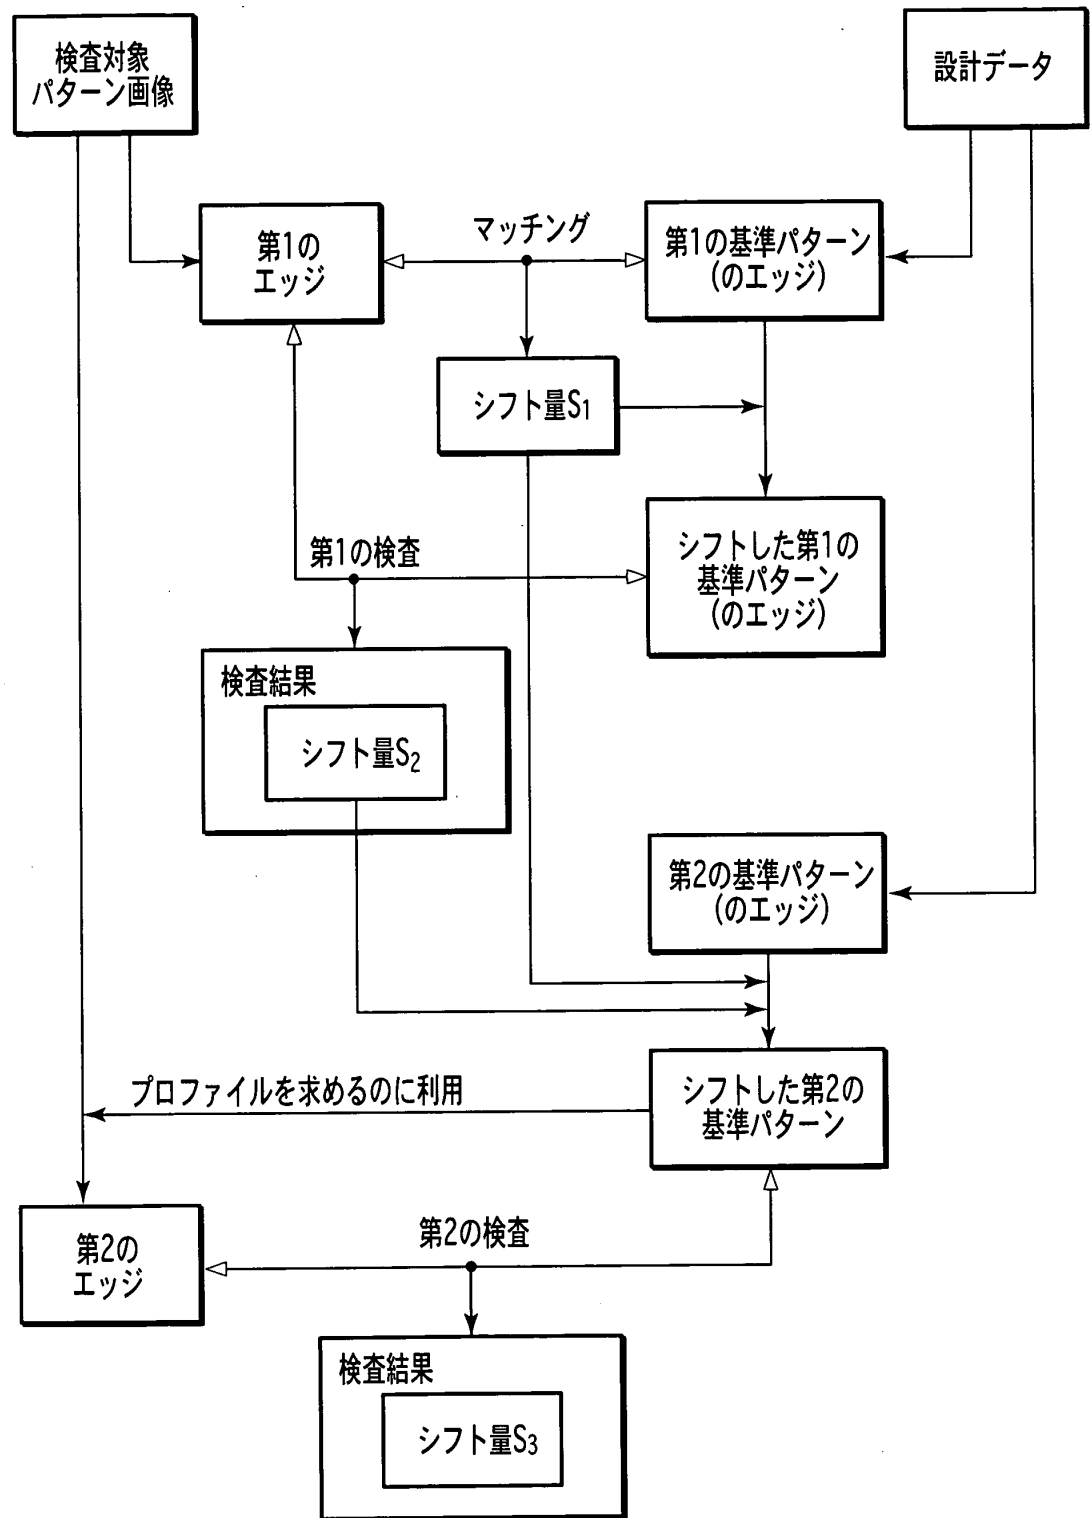 検査対象
パターン画像
設計データ
第1の
エッジ
マッチング
第1の基準パターン
(のエッジ)
シフト量S1
第1の検査
シフトした第1の
基準パターン
(のエッジ)
検査結果
シフト量S2
第2の基準パターン
(のエッジ)
プロファイルを求めるのに利用
シフトした第2の
基準パターン
第2の
エッジ
第2の検査
検査結果
シフト量S3